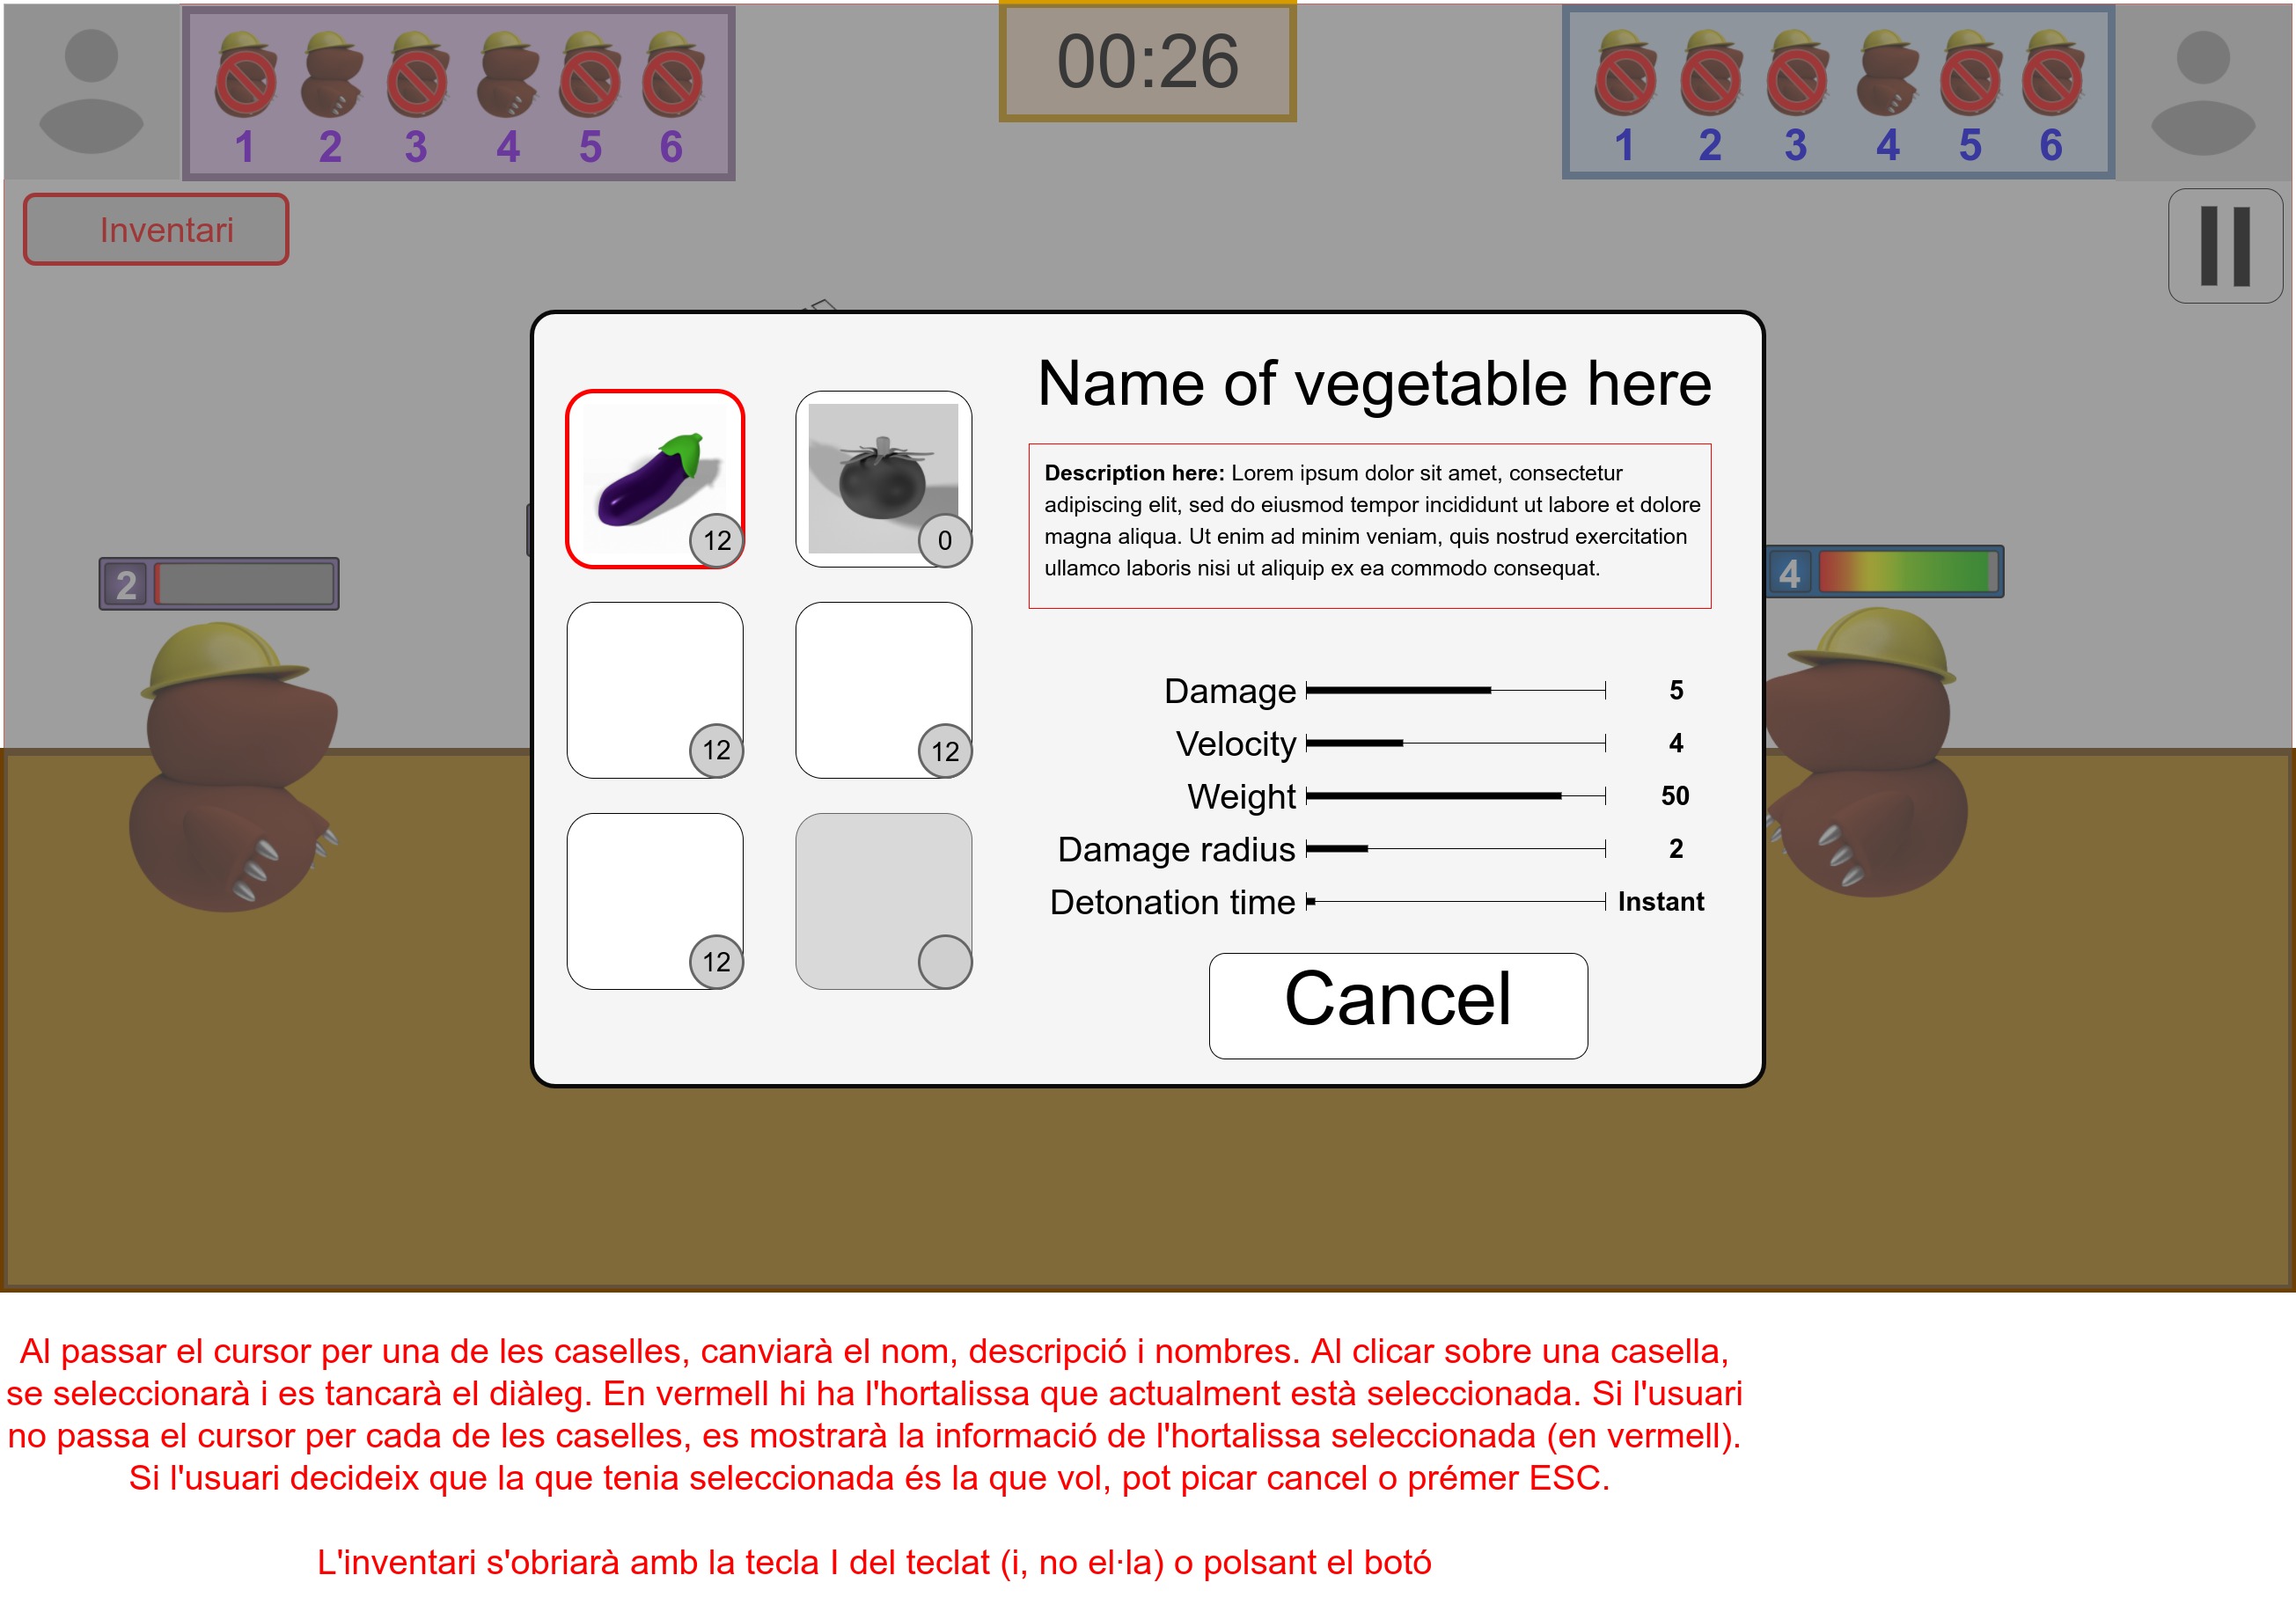 1 2 3 4 5 6
00:26
1 2 3 4 5 6
Inventari
Name of vegetable here
Description here: Lorem ipsum dolor sit amet, consectetur
adipiscing elit, sed do eiusmod tempor incididunt ut labore et dolore
magna aliqua. Ut enim ad minim veniam, quis nostrud exercitation
ullamco laboris nisi ut aliquip ex ea commodo consequat.
12
0
2
4
12
12
12
Damage 5
Velocity 4
Weight 50
Damage radius 2
Detonation time Instant
Cancel
Al passar el cursor per una de les caselles, canviarà el nom, descripció i nombres. Al clicar sobre una casella,
se seleccionarà i es tancarà el diàleg. En vermell hi ha l'hortalissa que actualment està seleccionada. Si l'usuari
no passa el cursor per cada de les caselles, es mostrarà la informació de l'hortalissa seleccionada (en vermell).
Si l'usuari decideix que la que tenia seleccionada és la que vol, pot picar cancel o prémer ESC.
L'inventari s'obriarà amb la tecla I del teclat (i, no el·la) o polsant el botó